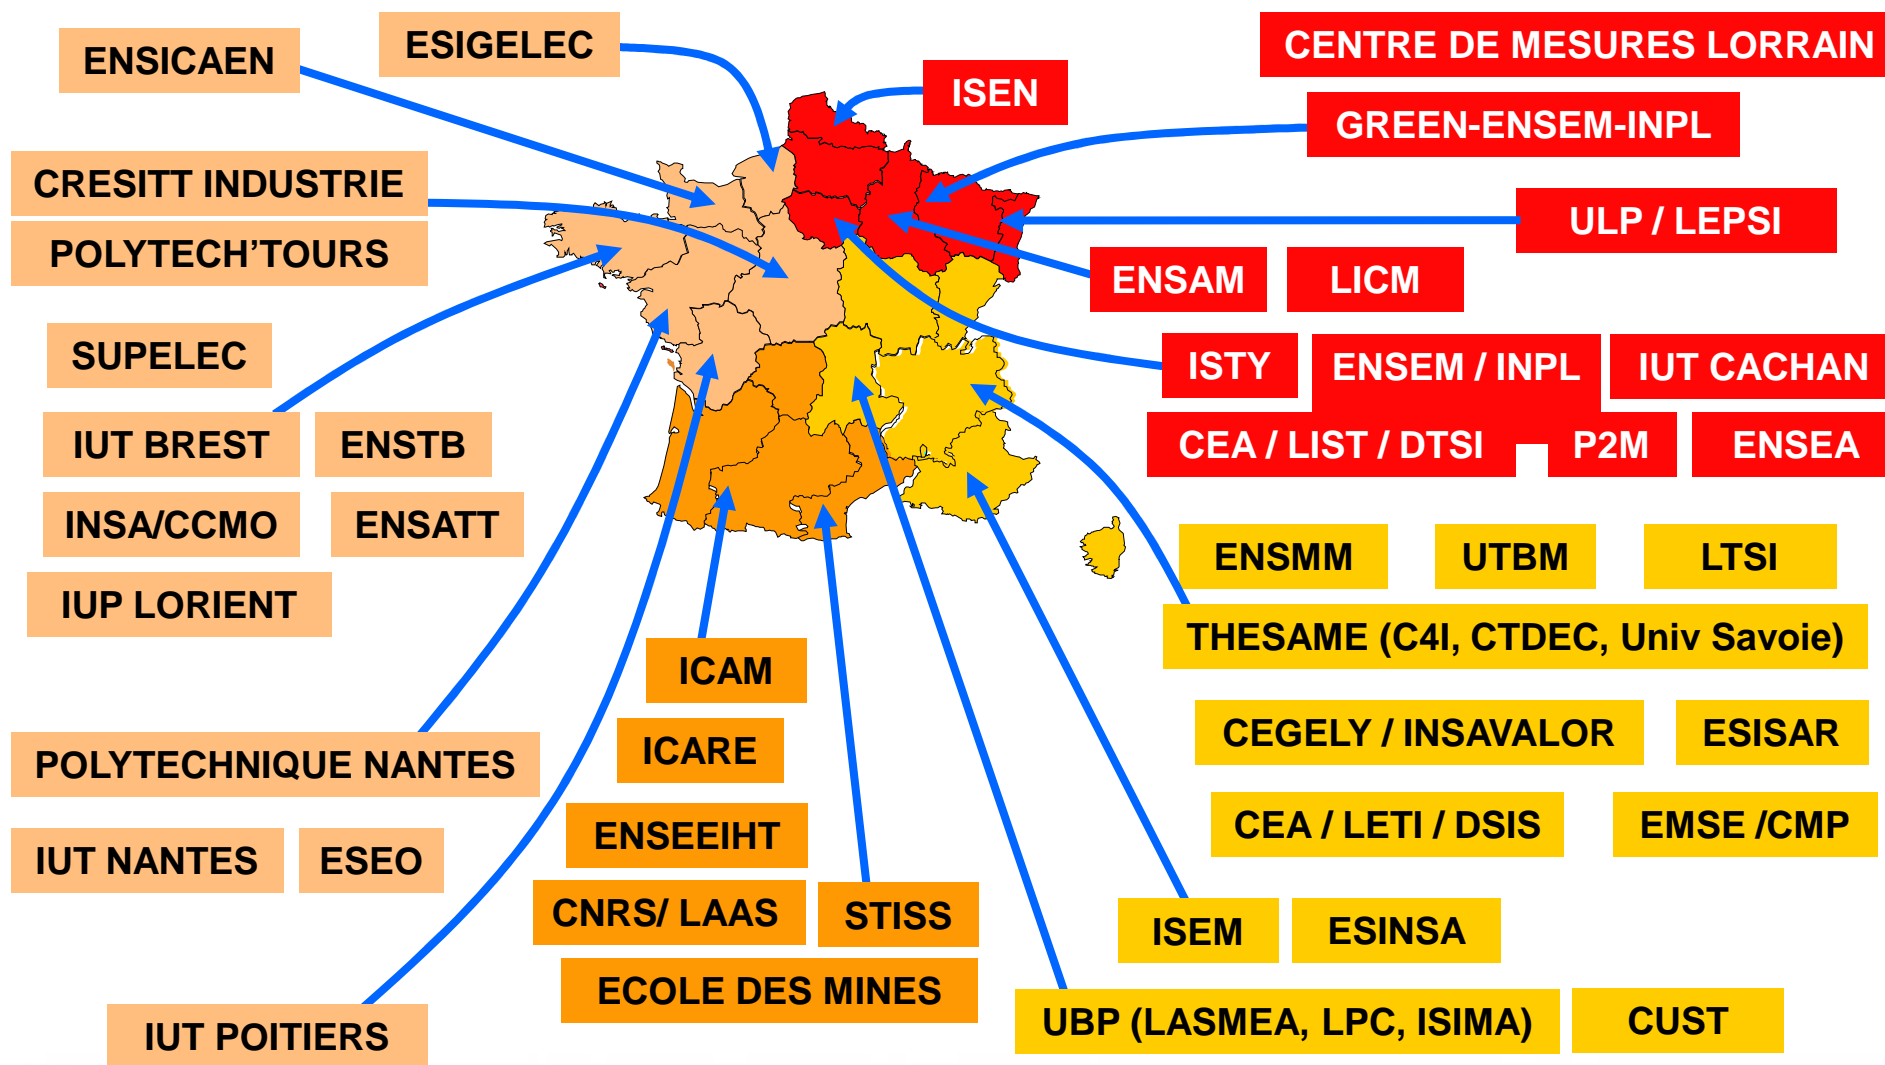 ENSICAEN
ESIGELEC
CENTRE DE MESURES LORRAIN
ISEN
GREEN-ENSEM-INPL
CRESITT INDUSTRIE
POLYTECH’TOURS
ULP / LEPSI
ENSAM
LICM
SUPELEC
ISTY
ENSEM / INPL
IUT CACHAN
IUT BREST
ENSTB
CEA / LIST / DTSI
P2M
ENSEA
INSA/CCMO
ENSATT
ENSMM
UTBM
LTSI
IUP LORIENT
THESAME (C4I, CTDEC, Univ Savoie)
ICAM
POLYTECHNIQUE NANTES
ICARE
CEGELY / INSAVALOR
ESISAR
ENSEEIHT
CEA / LETI / DSIS
EMSE /CMP
IUT NANTES
ESEO
CNRS/ LAAS
STISS
ISEM
ESINSA
ECOLE DES MINES
UBP (LASMEA, LPC, ISIMA)
CUST
IUT POITIERS